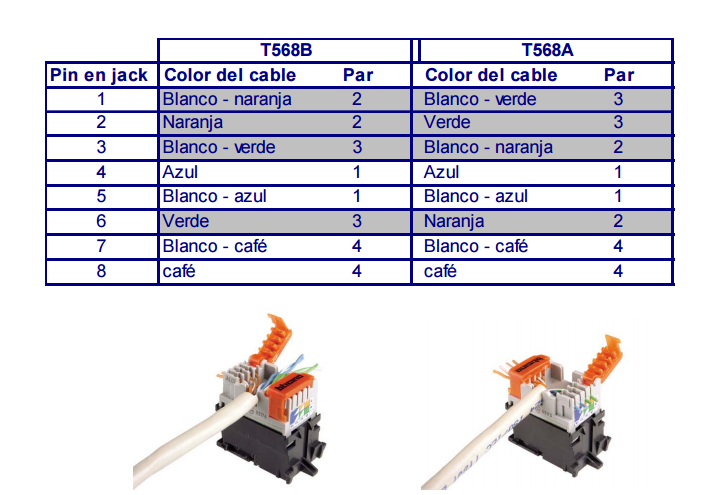 T568B T568A
Pin en jack Color del cable Par Color del cable Par
1 Blanco - naranja 2 Blanco - verde 3
2 Naranja 2 Verde 3
3 Blanco - verde 3 Blanco - naranja 2
4 Azul 1 Azul 1
5 Blanco - azul 1 Blanco - azul 1
6 Verde 3 Naranja 2
7 Blanco - café 4 Blanco - café 4
8 café 4 café 4